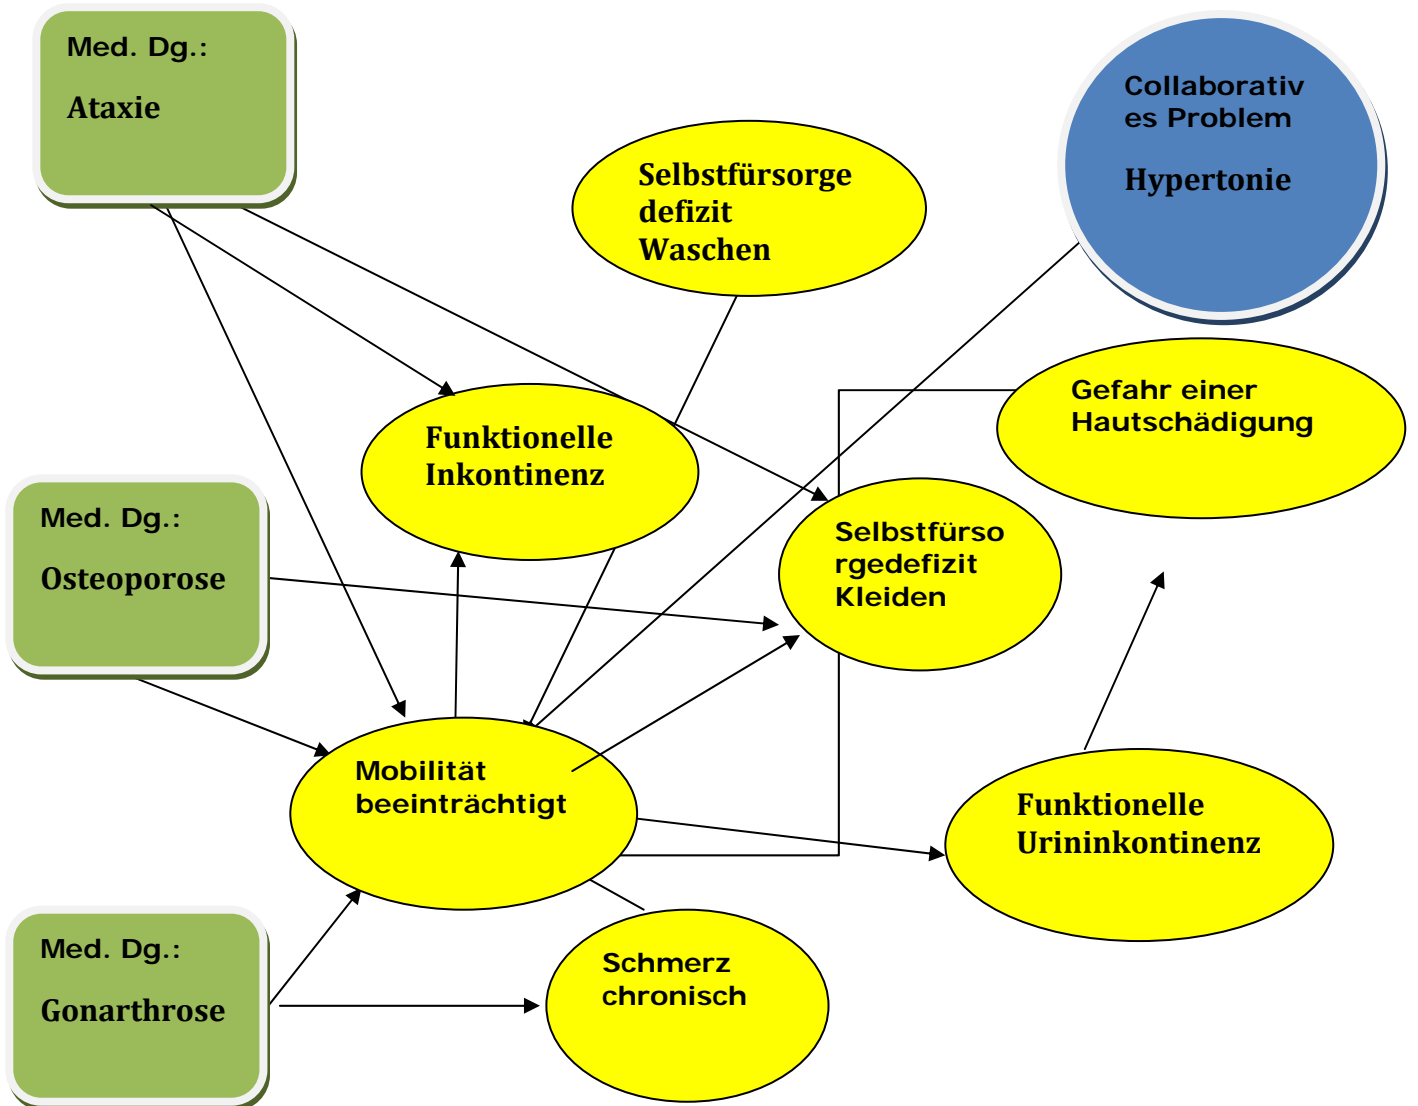 Med. Dg.:
Ataxie
Collaborativ
es Problem
Hypertonie
Selbstfürsorge
defizit
Waschen
Gefahr einer
Hautschädigung
Funktionelle
Inkontinenz
Med. Dg.:
Osteoporose
Selbstfürso
rgedefizit
Kleiden
Mobilität
beeinträchtigt
Funktionelle
Urininkontinenz
Med. Dg.:
Gonarthrose
Schmerz
chronisch